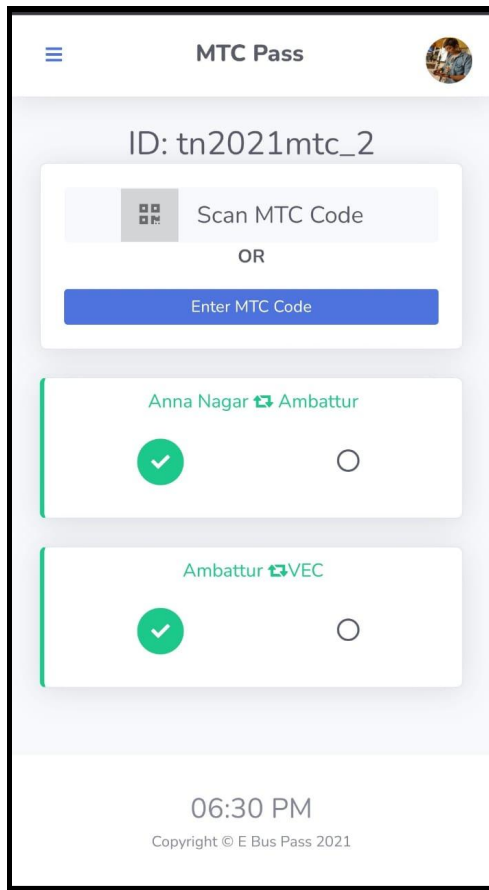 MTC Pass
ID: tn2021mtc_2
Scan MTC Code
OR
Enter MTC Code
Anna Nagar Ambattur
Ambattur VEC
06:30 PM
Copyright © E Bus Pass 2021